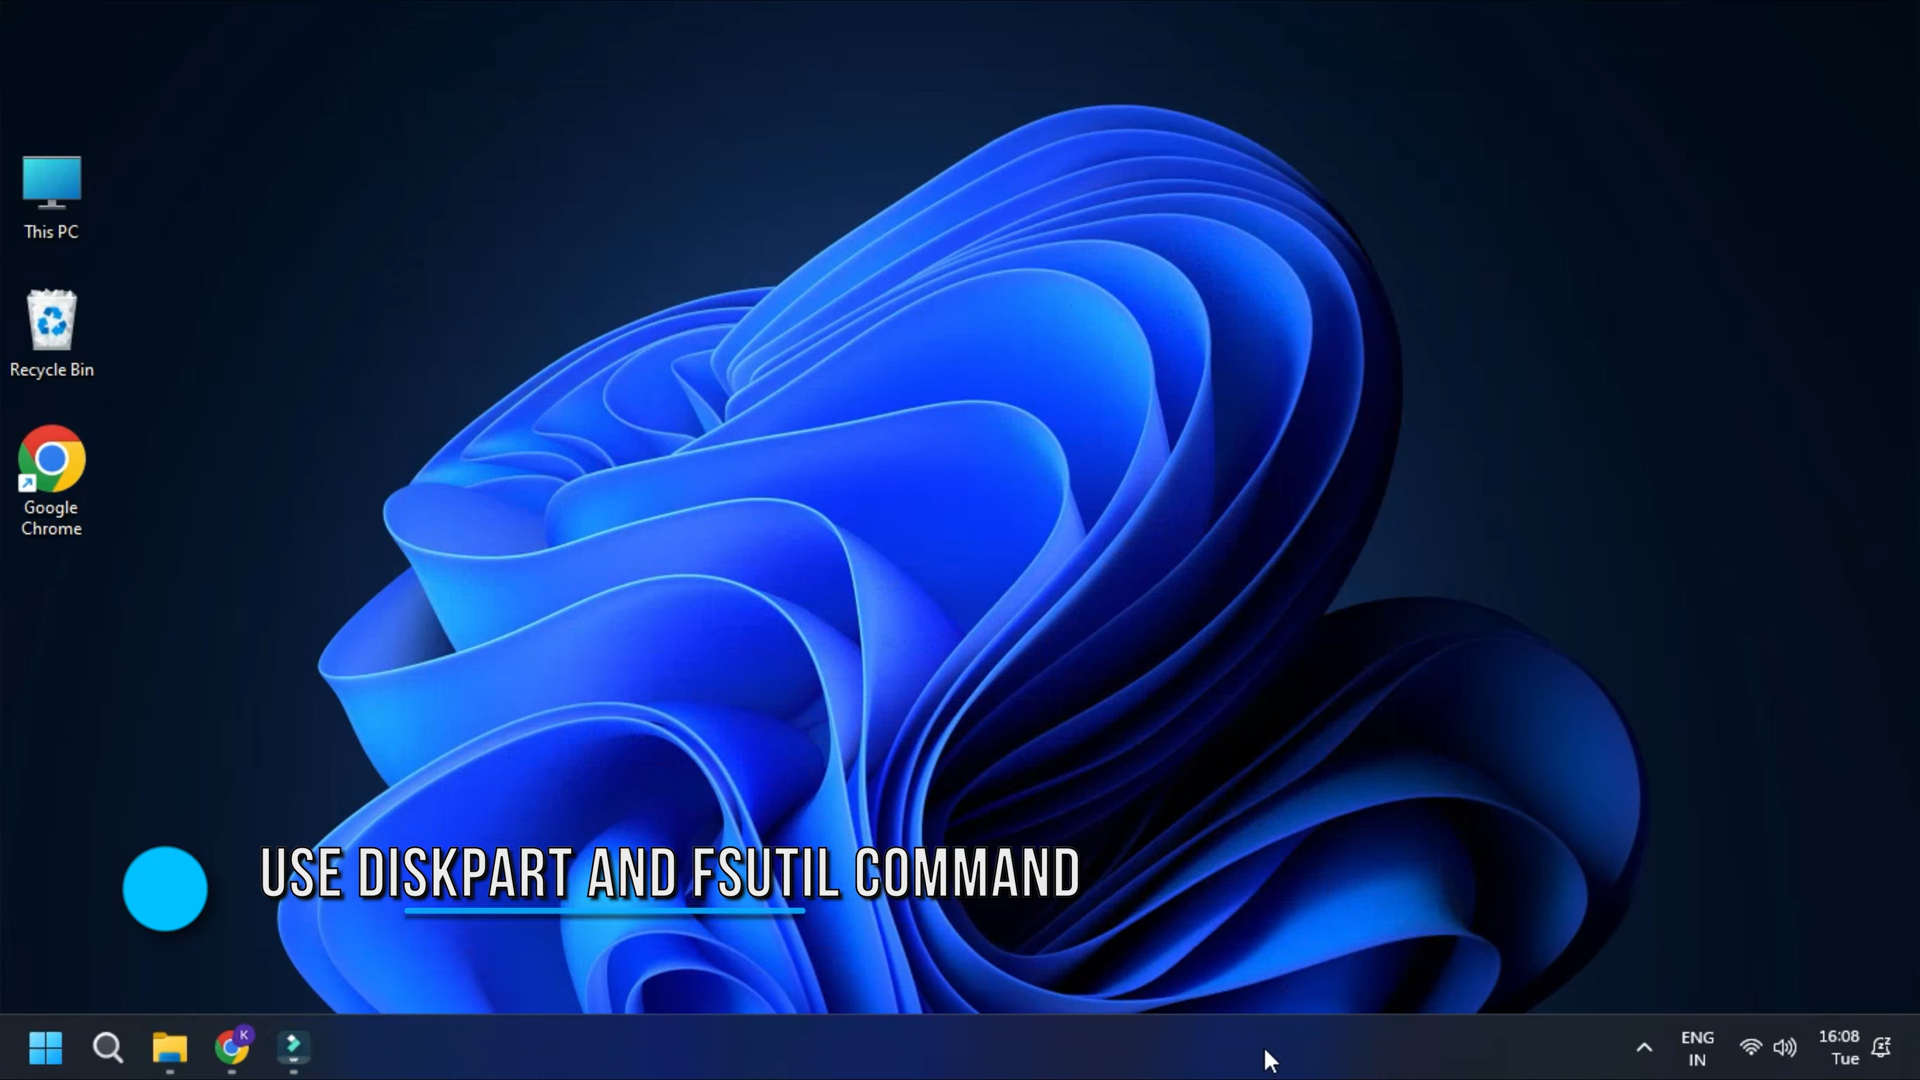 This PC
Recycle Bin
Google
Chrome
USE DISKPART AND FSUTIL COMMAND
K
ENG
IN
16:08
Tue